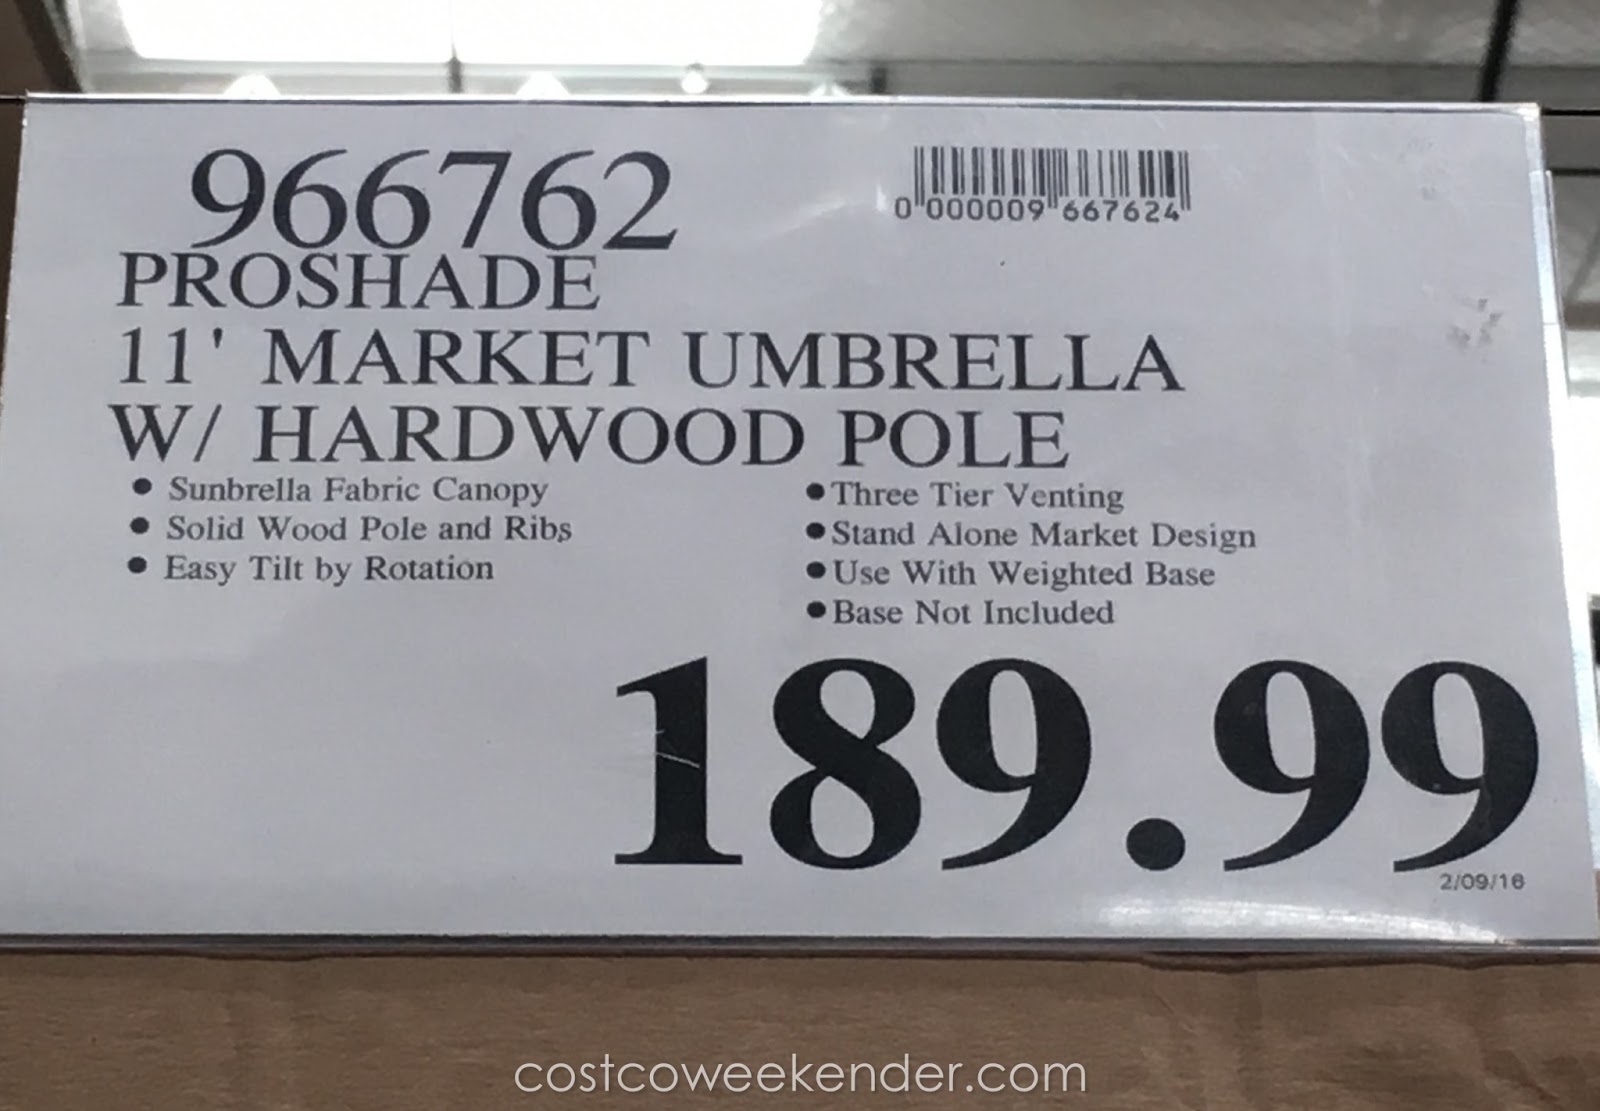 966762
0 000009 667624
PROSHADE
11' MARKET UMBRELLA
W/ HARDWOOD POLE
• Sunbrella Fabric Canopy
• Solid Wood Pole and Ribs
• Easy Tilt by Rotation
• Three Tier Venting
• Stand Alone Market Design
• Use With Weighted Base
• Base Not Included
189.99
2/09/16
costcoweekender.com